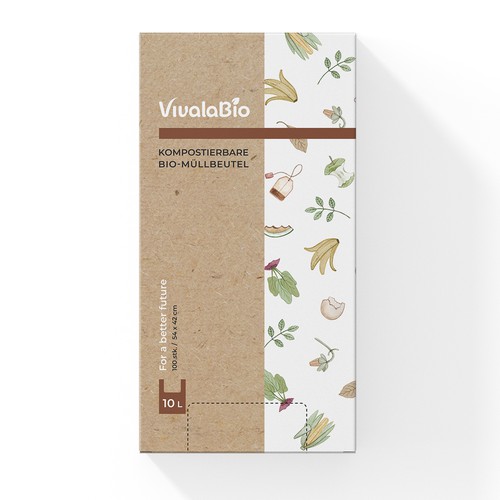 VivalaBio
KOMPOSTIERBARE
BIO-MÜLLBEUTEL
For a better future
100 stk. / 54 x 42 cm
10 L